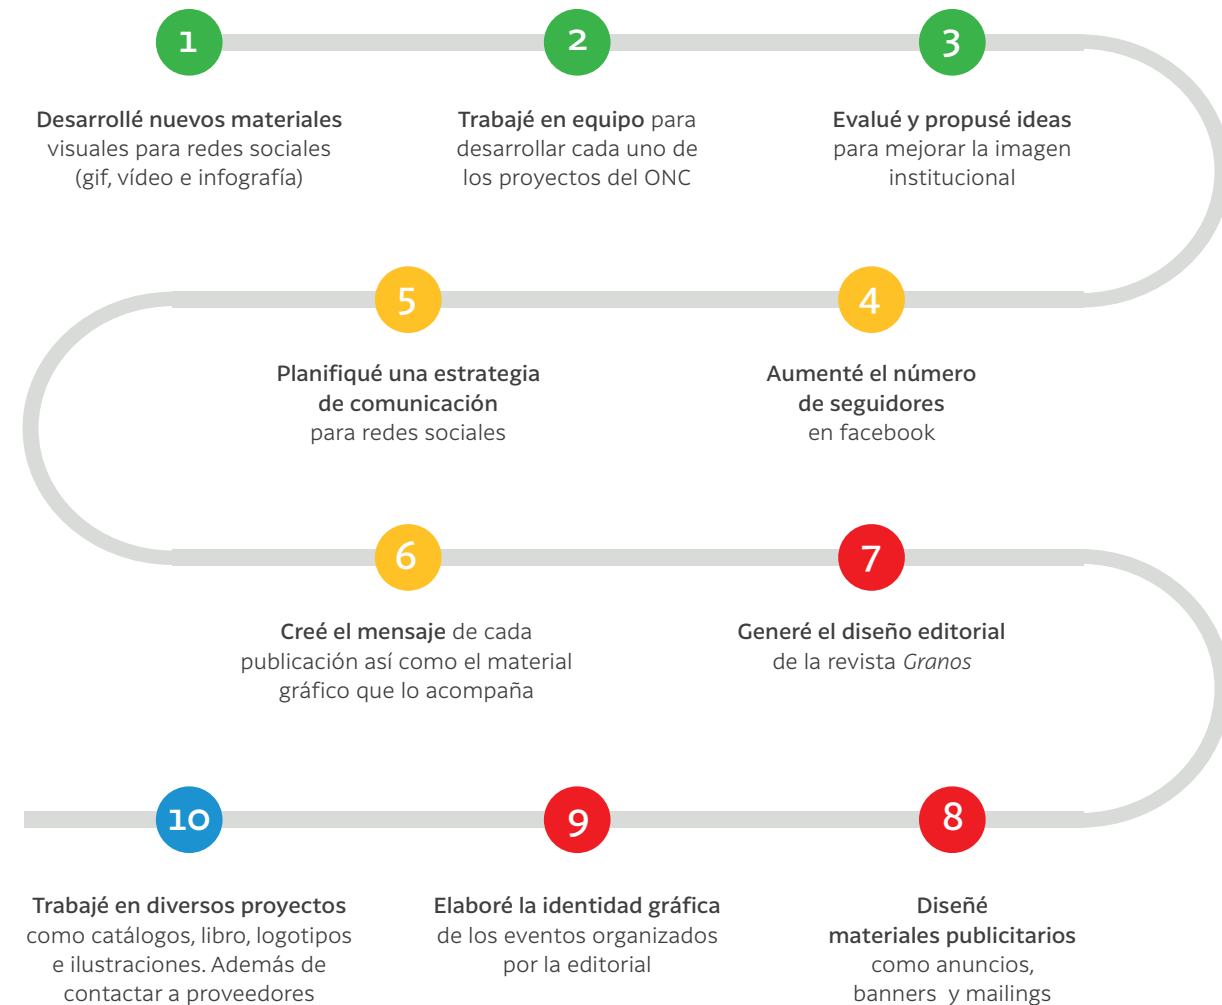 1
Desarrollé nuevos materiales
visuales para redes sociales
(gif, vídeo e infografía)
2
Trabajé en equipo para
desarrollar cada uno de
los proyectos del ONC
3
Evalué y propusé ideas
para mejorar la imagen
institucional
4
Aumenté el número
de seguidores
en facebook
5
Planifiqué una estrategia
de comunicación
para redes sociales
6
Creé el mensaje de cada
publicación así como el material
gráfico que lo acompaña
7
Generé el diseño editorial
de la revista Granos
8
Diseñé
materiales publicitarios
como anuncios,
banners y mailings
9
Elaboré la identidad gráfica
de los eventos organizados
por la editorial
10
Trabajé en diversos proyectos
como catálogos, libro, logotipos
e ilustraciones. Además de
contactar a proveedores